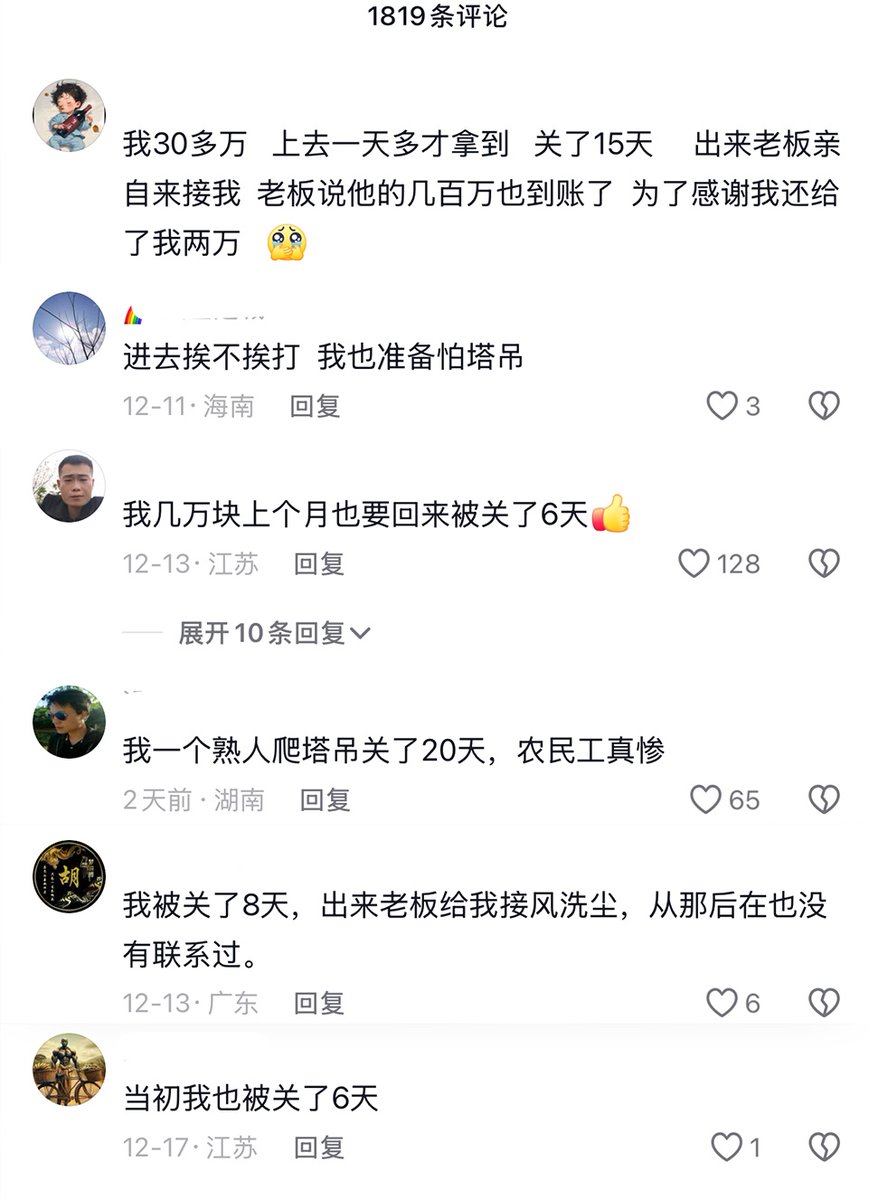 1819条评论
我30多万 上去一天多才拿到 关了15天 出来老板亲
自来接我 老板说他的几百万也到账了 为了感谢我还给
了我两万 🥹
进去挨不挨打 我也准备怕塔吊
12-11·海南 回复 3
我几万块上个月也要回来被关了6天👍
12-13·江苏 回复 128
展开10条回复
我一个熟人爬塔吊关了20天，农民工真惨
2天前·湖南 回复 65
胡
我被关了8天，出来老板给我接风洗尘，从那后在也没
有联系过。
12-13·广东 回复 6
当初我也被关了6天
12-17·江苏 回复 1